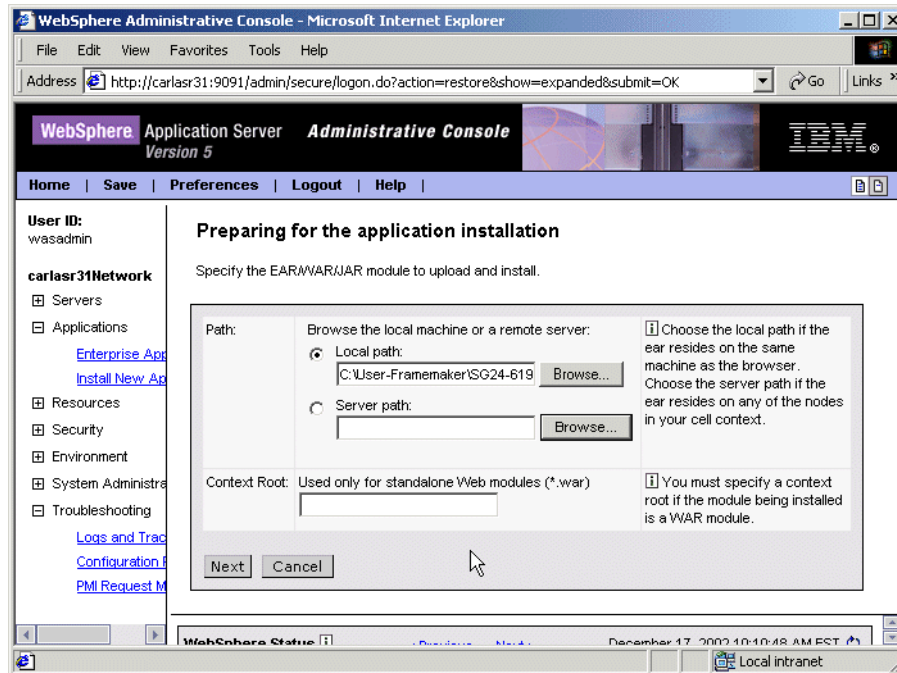 WebSphere Administrative Console - Microsoft Internet Explorer
File Edit View Favorites Tools Help
Address http://carlasr31:9091/admin/secure/logon.do?action=restore&show=expanded&submit=OK Go Links »
WebSphere Application Server Administrative Console
Version 5
IBM®
Home | Save | Preferences | Logout | Help |
User ID:
wasadmin
carlasr31Network
Servers
Applications
Enterprise App
Install New Ap
Resources
Security
Environment
System Administra
Troubleshooting
Logs and Trac
Configuration P
PMI Request M
Preparing for the application installation
Specify the EAR/WAR/JAR module to upload and install.
Path:
Browse the local machine or a remote server:
Local path:
C:\User-Framemaker\SG24-619 Browse...
Server path:
Browse...
i Choose the local path if the
ear resides on the same
machine as the browser.
Choose the server path if the
ear resides on any of the nodes
in your cell context.
Context Root: Used only for standalone Web modules (*.war)
i You must specify a context
root if the module being installed
is a WAR module.
Next Cancel
WebSphere Status i < Previous Next > December 17, 2002 10:10:48 AM EST
Local intranet